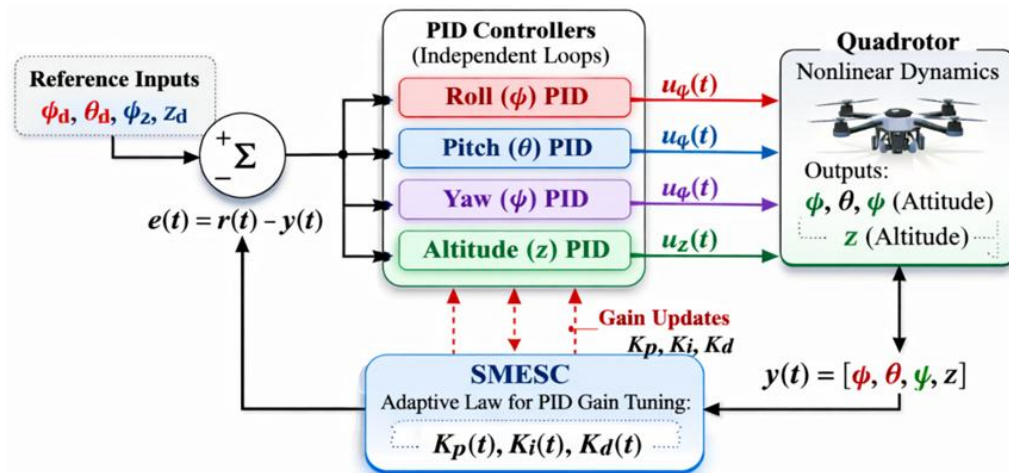 PID Controllers
(Independent Loops)
Reference Inputs
ϕd, θd, ψ2, zd
+
−
Σ
e(t) = r(t) − y(t)
Roll (ψ) PID
Pitch (θ) PID
Yaw (ψ) PID
Altitude (z) PID
uφ(t)
uφ(t)
uφ(t)
uz(t)
Quadrotor
Nonlinear Dynamics
Outputs:
ϕ, θ, ψ (Attitude)
z (Altitude)
Gain Updates
Kp, Ki, Kd
SMESC
Adaptive Law for PID Gain Tuning:
Kp(t), Ki(t), Kd(t)
y(t) = [ϕ, θ, ψ, z]